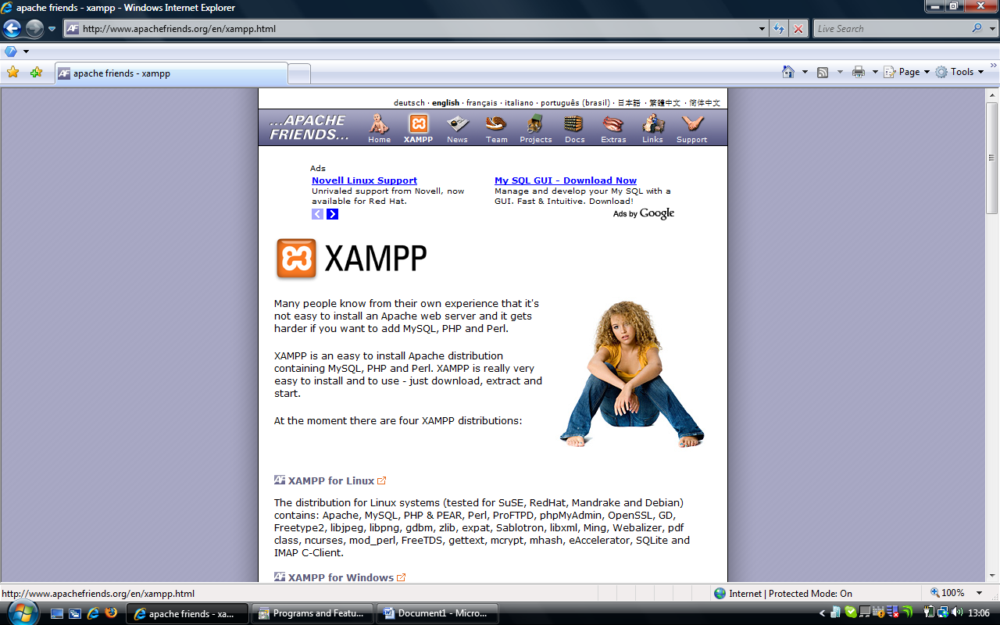 apache friends - xampp - Windows Internet Explorer
http://www.apachefriends.org/en/xampp.html
Live Search
apache friends - xampp
Page
Tools
deutsch · english · français · italiano · português (brasil) · 日本語 · 繁體中文 · 简体中文
...APACHE
FRIENDS...
Home XAMPP News Team Projects Docs Extras Links Support
Ads
Novell Linux Support
Unrivaled support from Novell, now
available for Red Hat.
My SQL GUI - Download Now
Manage and develop your My SQL with a
GUI. Fast & Intuitive. Download!
Ads by Google
XAMPP
Many people know from their own experience that it's
not easy to install an Apache web server and it gets
harder if you want to add MySQL, PHP and Perl.
XAMPP is an easy to install Apache distribution
containing MySQL, PHP and Perl. XAMPP is really very
easy to install and to use - just download, extract and
start.
At the moment there are four XAMPP distributions:
AF XAMPP for Linux
The distribution for Linux systems (tested for SuSE, RedHat, Mandrake and Debian)
contains: Apache, MySQL, PHP & PEAR, Perl, ProFTPD, phpMyAdmin, OpenSSL, GD,
Freetype2, libjpeg, libpng, gdbm, zlib, expat, Sablotron, libxml, Ming, Webalizer, pdf
class, ncurses, mod_perl, FreeTDS, gettext, mcrypt, mhash, eAccelerator, SQLite and
IMAP C-Client.
AF XAMPP for Windows
http://www.apachefriends.org/en/xampp.html
Internet | Protected Mode: On
100%
apache friends - xa...
Programs and Featu...
Document1 - Micro...
13:06